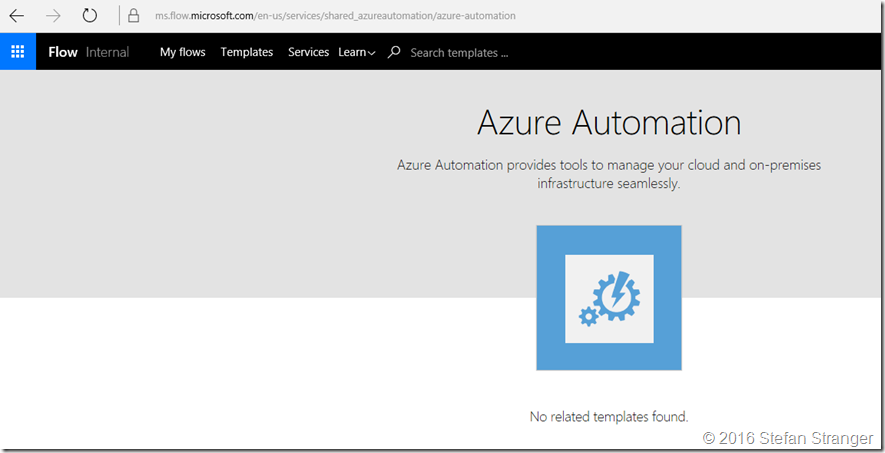 ms.flow.microsoft.com/en-us/services/shared_azureautomation/azure-automation
Flow Internal My flows Templates Services Learn Search templates ...
Azure Automation
Azure Automation provides tools to manage your cloud and on-premises
infrastructure seamlessly.
No related templates found.
© 2016 Stefan Stranger